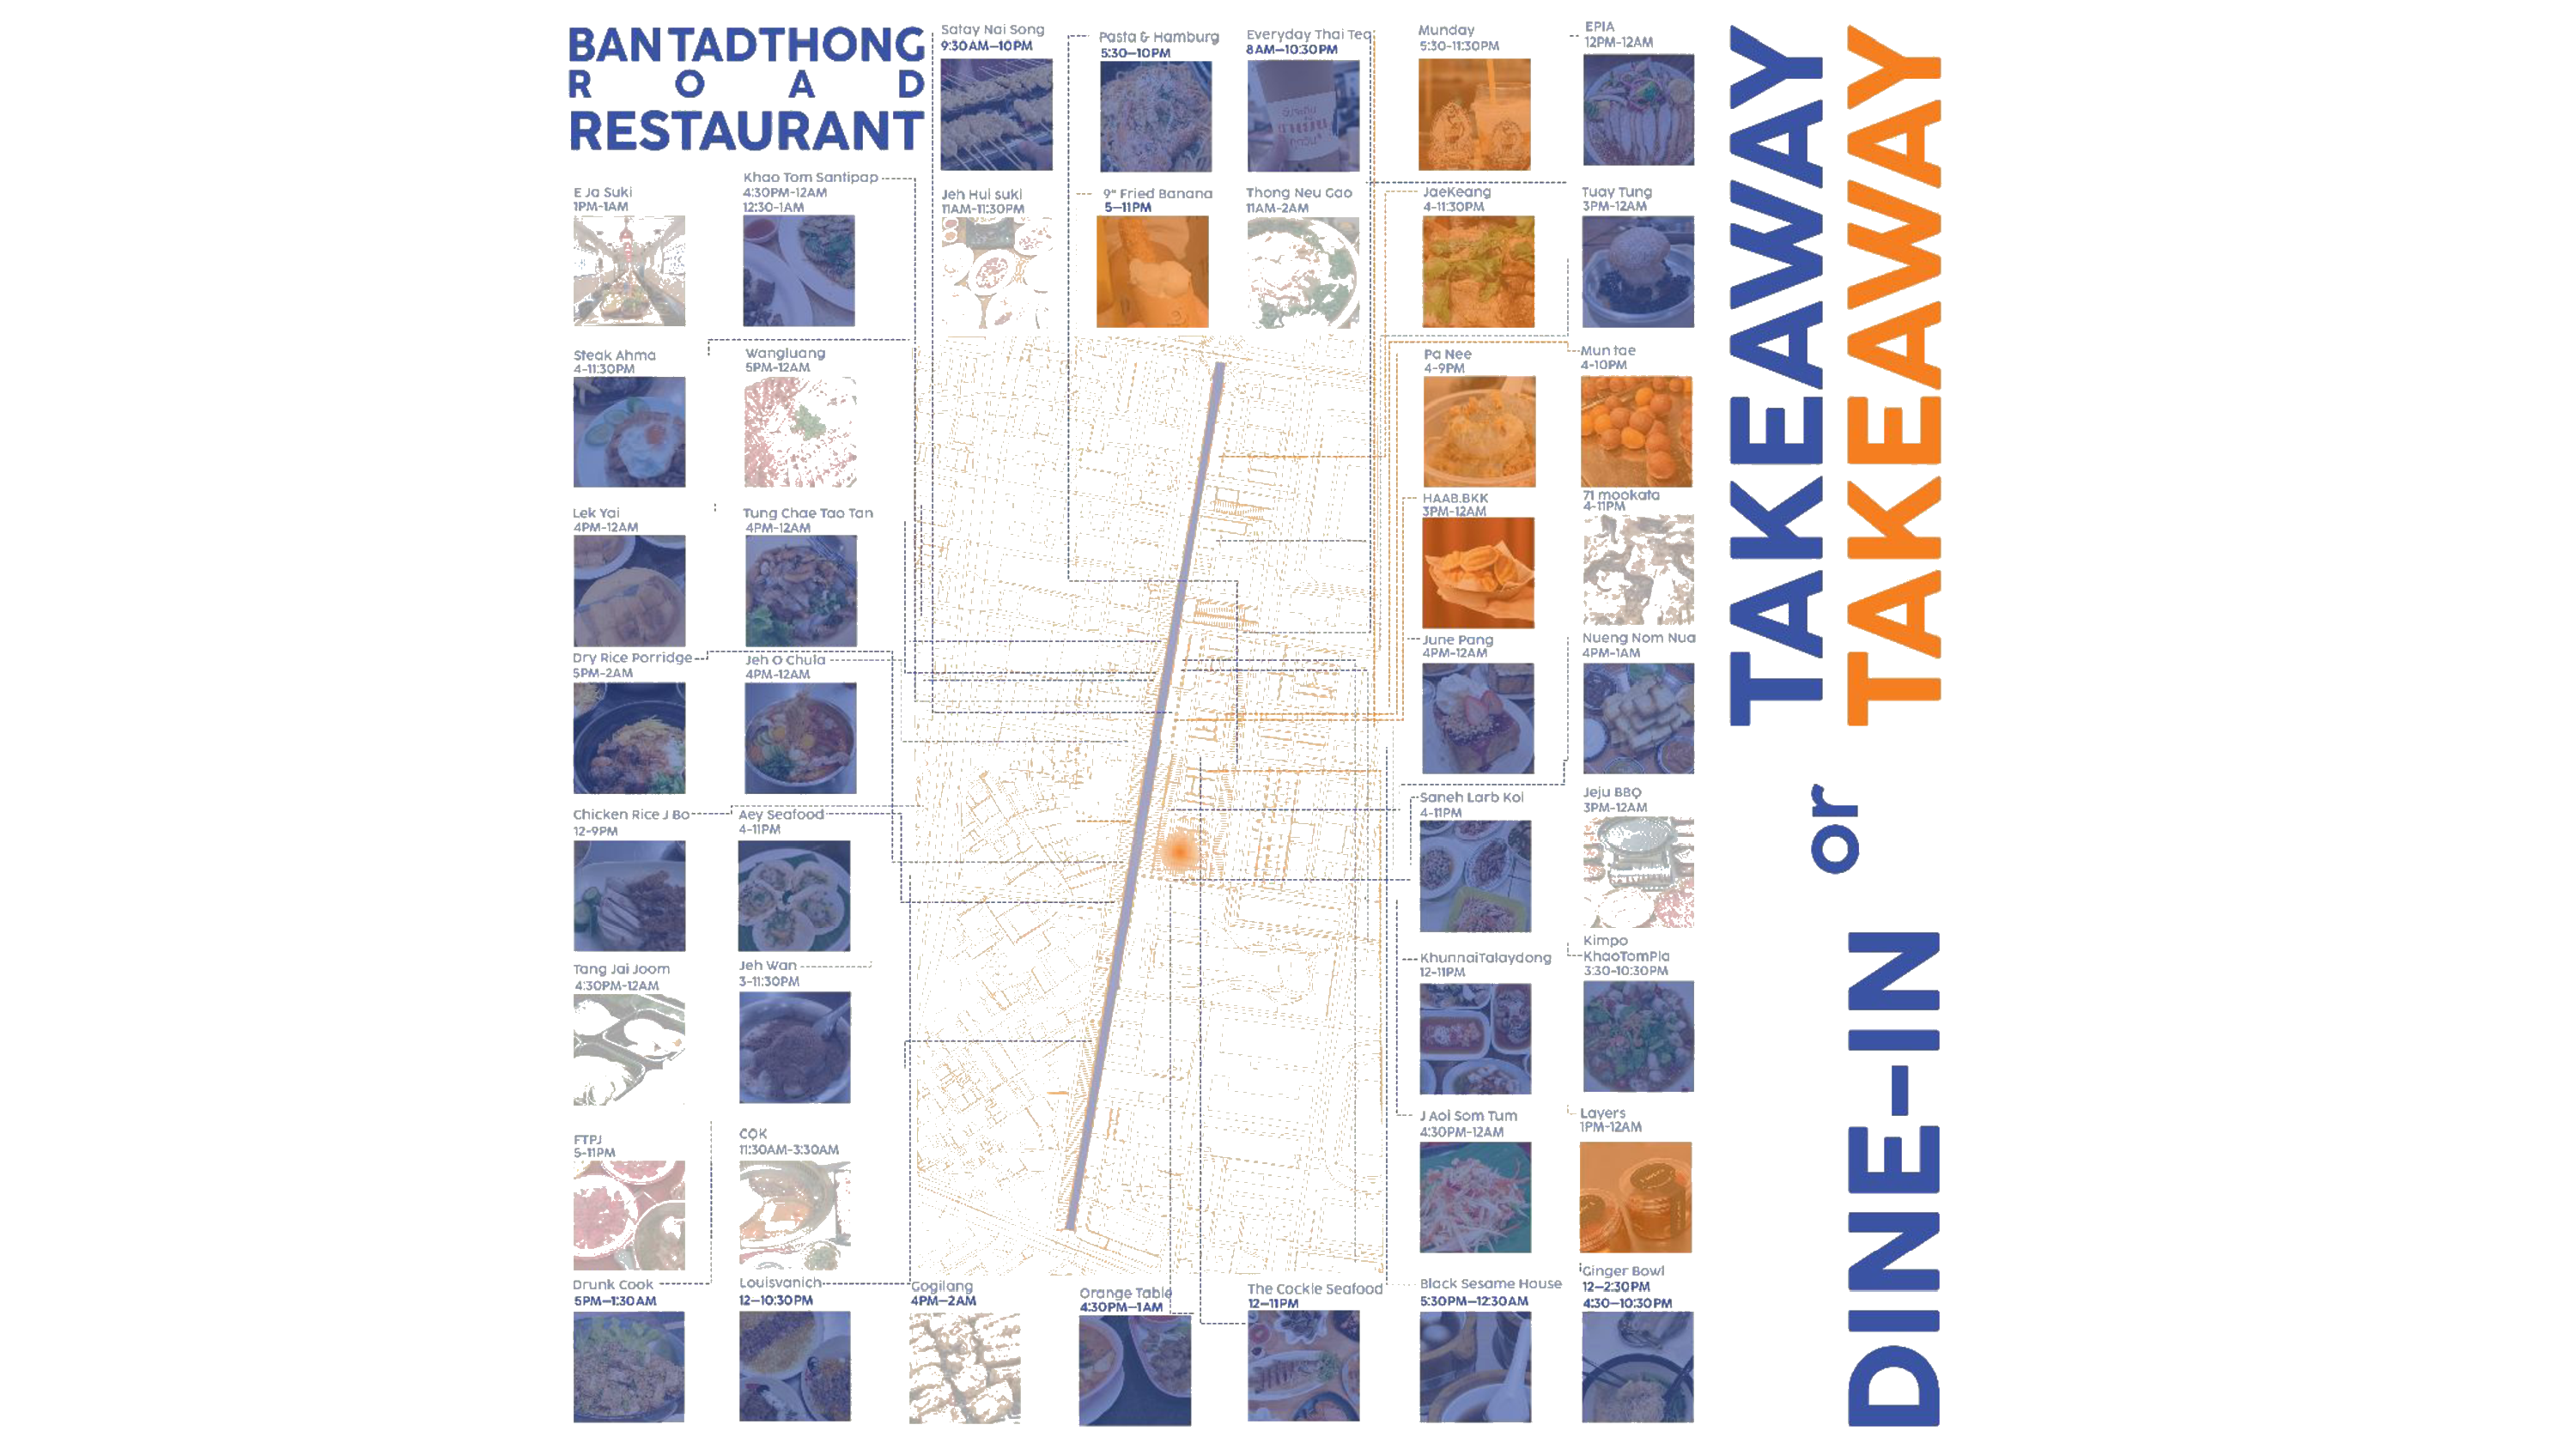 BANTADTHONG
ROAD
RESTAURANT
Satay Nai Song
9:30AM–10PM
Pasta & Hamburg
5:30–10PM
Everyday Thai Tea
8AM–10:30PM
Munday
5:30-11:30PM
EPIA
12PM-12AM
E Ja Suki
1PM-1AM
Khao Tom Santipap
4:30PM-12AM
12:30-1AM
Jeh Hui suki
11AM-11:30PM
9" Fried Banana
5–11PM
Thong Neu Gao
11AM-2AM
JaeKeang
4-11:30PM
Tuay Tung
3PM-12AM
Steak Ahma
4-11:30PM
Wangluang
5PM-12AM
Pa Nee
4-9PM
Mun tae
4-10PM
Lek Yai
4PM-12AM
Tung Chae Tao Tan
4PM-12AM
HAAB.BKK
3PM-12AM
71 mookata
4-11PM
Dry Rice Porridge
5PM-2AM
Jeh O Chula
4PM-12AM
June Pang
4PM-12AM
Nueng Nom Nua
4PM-1AM
Chicken Rice J Bo
12-9PM
Aey Seafood
4-11PM
Saneh Larb Koi
4-11PM
Jeju BBQ
3PM-12AM
Tang Jai Joom
4:30PM-12AM
Jeh Wan
3-11:30PM
KhunnaiTalaydong
12-11PM
Kimpo
KhaoTomPla
3:30-10:30PM
FTPJ
5-11PM
CQK
11:30AM-3:30AM
J Aoi Som Tum
4:30PM-12AM
Layers
1PM-12AM
Drunk Cook
5PM–1:30AM
Louisvanich
12–10:30PM
Gogilang
4PM–2AM
Orange Table
4:30PM–1AM
The Cockle Seafood
12–11PM
Black Sesame House
5:30PM–12:30AM
Ginger Bowl
12–2:30PM
4:30–10:30PM
TAKEAWAY
TAKEAWAY
or
DINE-IN